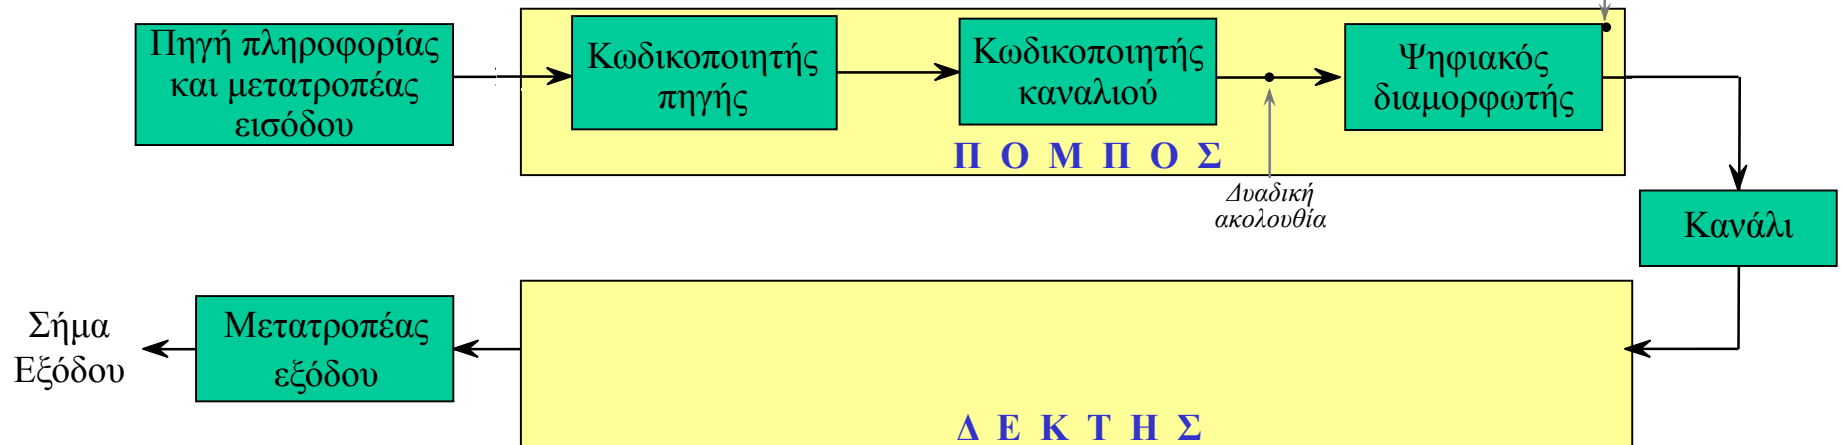 Πηγή πληροφορίας
και μετατροπέας
εισόδου
Κωδικοποιητής
πηγής
Κωδικοποιητής
καναλιού
Ψηφιακός
διαμορφωτής
Π Ο Μ Π Ο Σ
Δυαδική
ακολουθία
Κανάλι
Σήμα
Εξόδου
Μετατροπέας
εξόδου
Δ Ε Κ Τ Η Σ